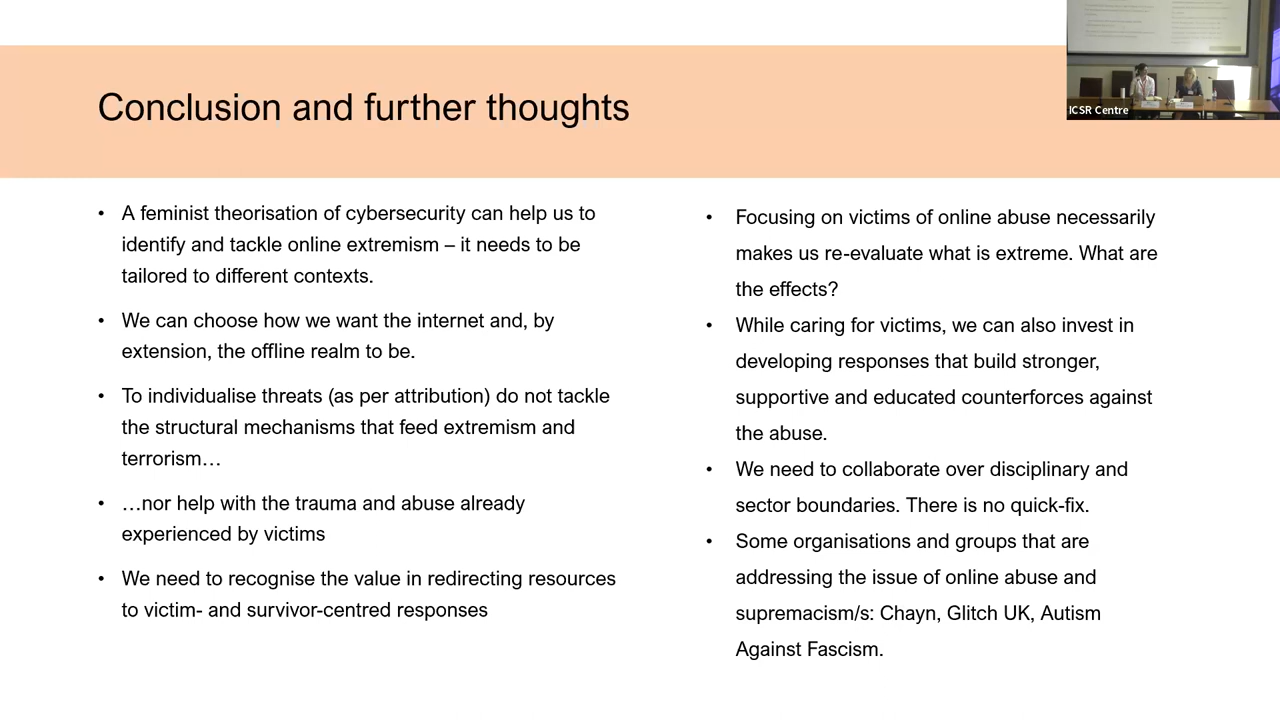 Conclusion and further thoughts
ICSR Centre
• A feminist theorisation of cybersecurity can help us to
identify and tackle online extremism – it needs to be
tailored to different contexts.
• We can choose how we want the internet and, by
extension, the offline realm to be.
• To individualise threats (as per attribution) do not tackle
the structural mechanisms that feed extremism and
terrorism…
• …nor help with the trauma and abuse already
experienced by victims
• We need to recognise the value in redirecting resources
to victim- and survivor-centred responses
• Focusing on victims of online abuse necessarily
makes us re-evaluate what is extreme. What are
the effects?
• While caring for victims, we can also invest in
developing responses that build stronger,
supportive and educated counterforces against
the abuse.
• We need to collaborate over disciplinary and
sector boundaries. There is no quick-fix.
• Some organisations and groups that are
addressing the issue of online abuse and
supremacism/s: Chayn, Glitch UK, Autism
Against Fascism.